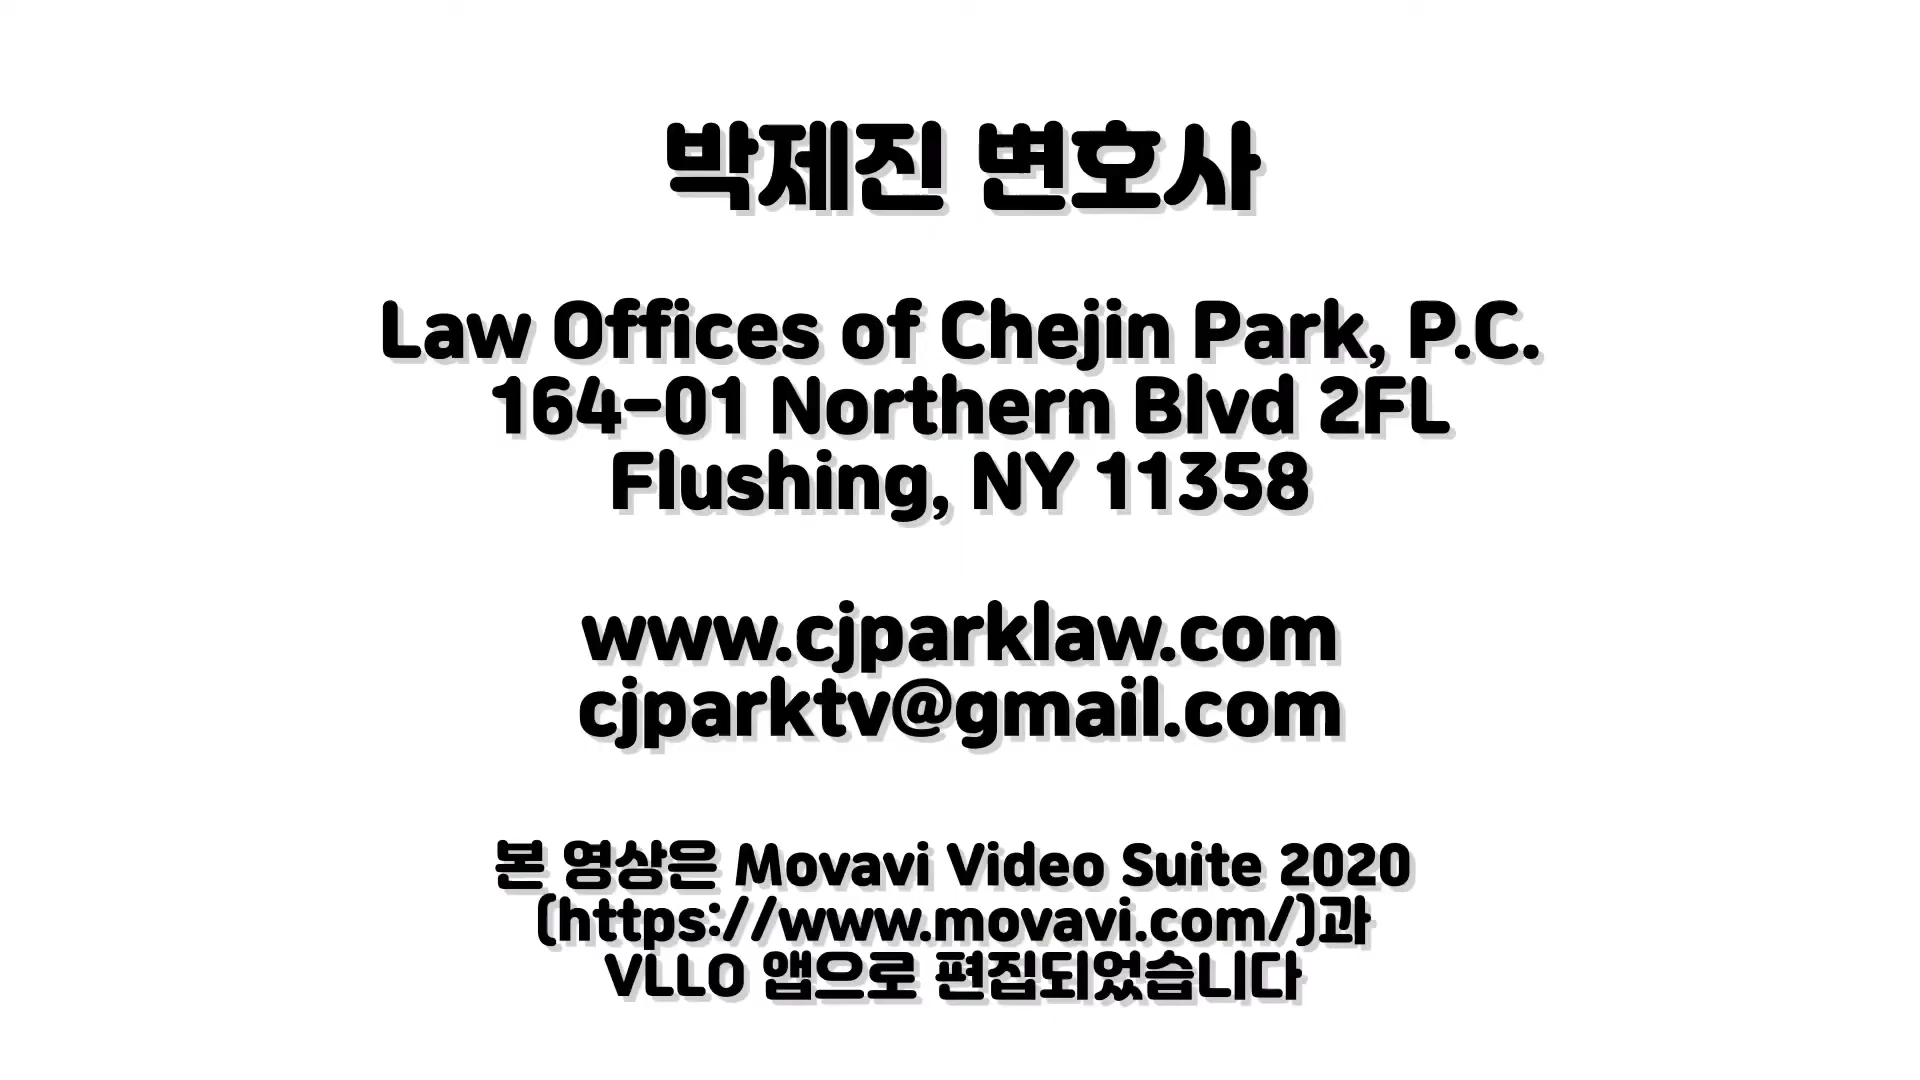 박제진 변호사
Law Offices of Chejin Park, P.C.
164-01 Northern Blvd 2FL
Flushing, NY 11358
www.cjparklaw.com
cjparktv@gmail.com
본 영상은 Movavi Video Suite 2020
(https://www.movavi.com/)과
VLLO 앱으로 편집되었습니다